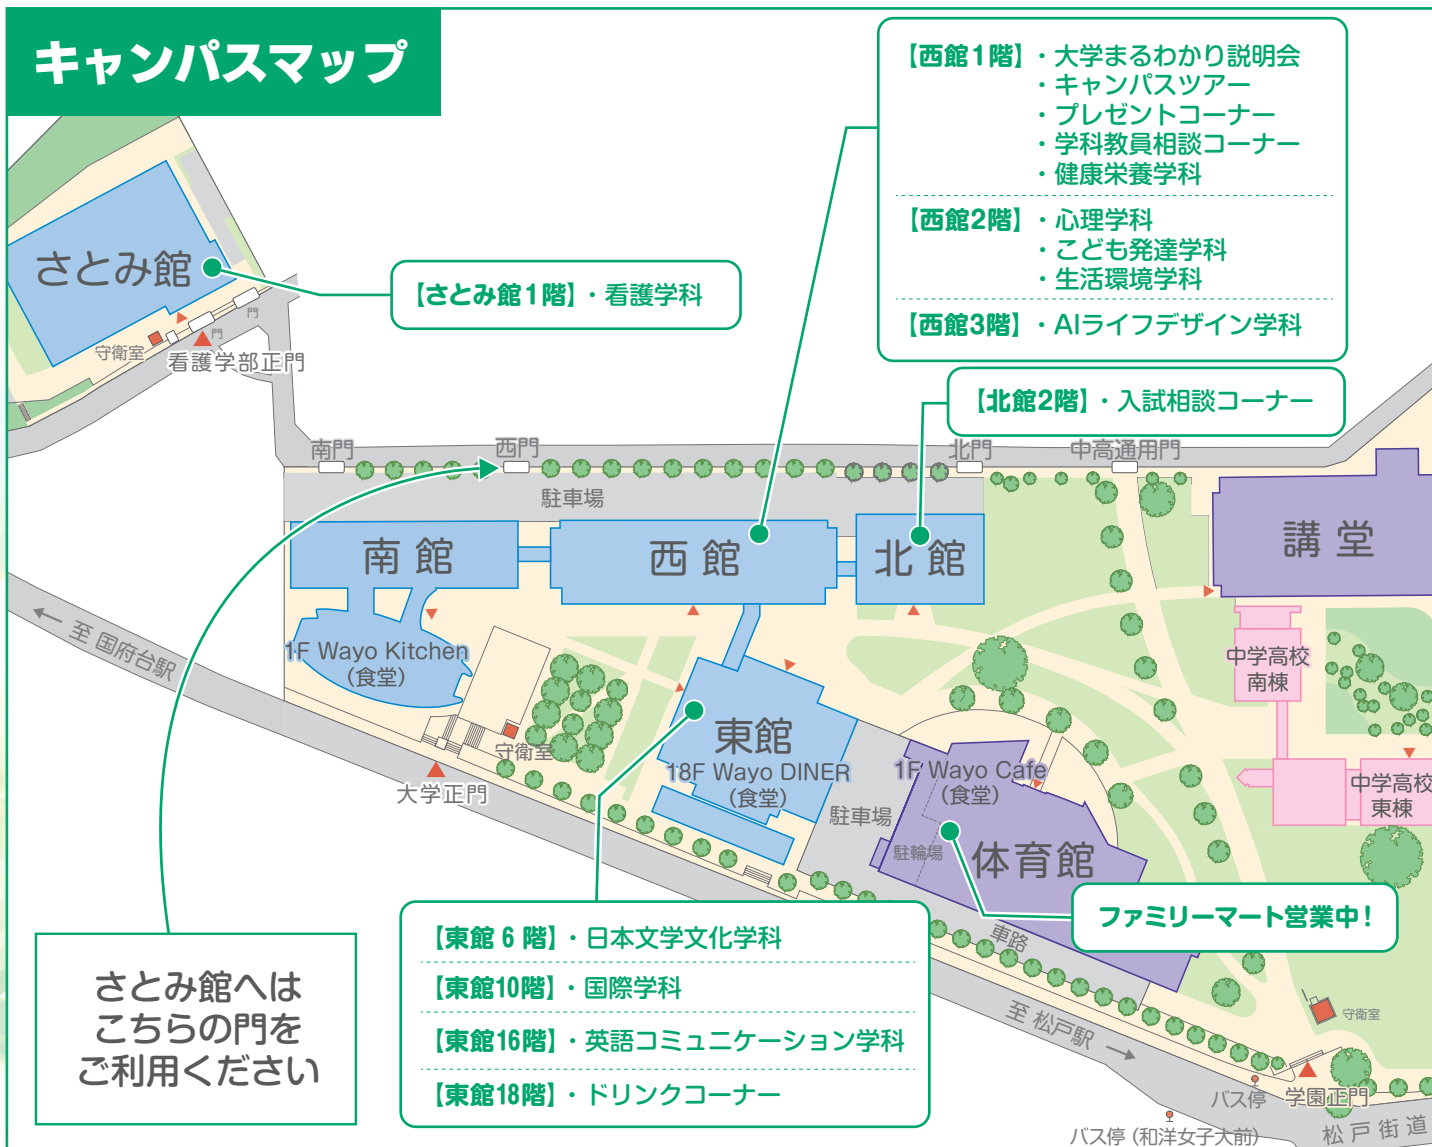 キャンパスマップ
【西館1階】・大学まるわかり説明会
・キャンパスツアー
・プレゼントコーナー
・学科教員相談コーナー
・健康栄養学科
【西館2階】・心理学科
・こども発達学科
・生活環境学科
【西館3階】・AIライフデザイン学科
さとみ館
【さとみ館1階】・看護学科
門
門
守衛室
看護学部正門
【北館2階】・入試相談コーナー
南門
西門
北門
中高通用門
駐車場
南館
西館
北館
講堂
1F Wayo Kitchen
(食堂)
← 至 国府台駅
中学高校
南棟
東館
18F Wayo DINER
(食堂)
守衛室
大学正門
1F Wayo Cafe
(食堂)
駐車場
駐輪場
体育館
中学高校
東棟
ファミリーマート営業中!
車路
【東館 6 階】・日本文学文化学科
【東館10階】・国際学科
【東館16階】・英語コミュニケーション学科
【東館18階】・ドリンクコーナー
さとみ館へは
こちらの門を
ご利用ください
至 松戸駅 →
守衛室
バス停
学園正門
バス停 (和洋女子大前)
松戸街道